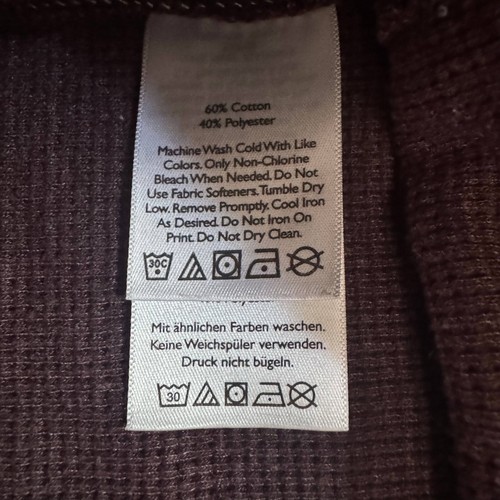 60% Cotton
40% Polyester
Machine Wash Cold With Like
Colors. Only Non-Chlorine
Bleach When Needed. Do Not
Use Fabric Softeners. Tumble Dry
Low. Remove Promptly. Cool Iron
As Desired. Do Not Iron On
Print. Do Not Dry Clean.
30C
Mit ähnlichen Farben waschen.
Keine Weichspüler verwenden.
Druck nicht bügeln.
30